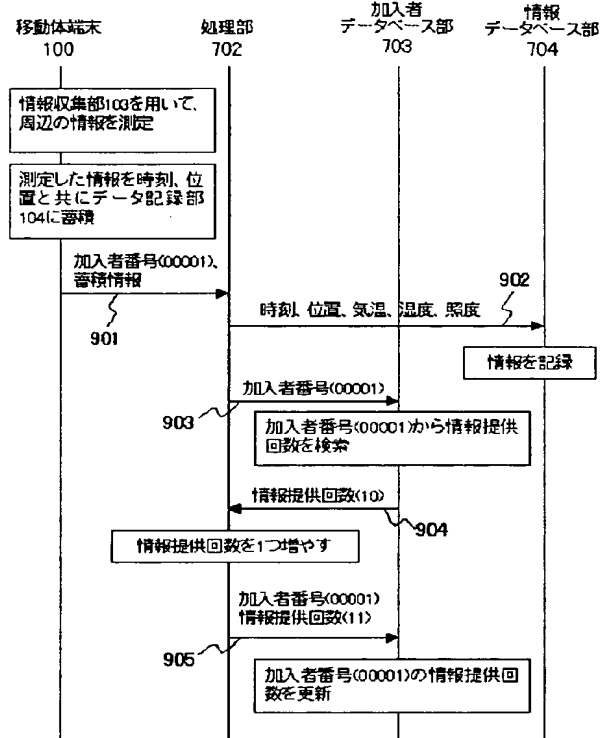 移動体端末
100
処理部
702
加入者
データベース部
703
情報
データベース部
704
情報収集部103を用いて、
周辺の情報を測定
測定した情報を時刻、位
置と共にデータ記録部
104に蓄積
加入者番号(00001)、
蓄積情報
901
902
時刻、位置、気温、湿度、照度
情報を記録
加入者番号(00001)
903
加入者番号(00001)から情報提供
回数を検索
情報提供回数(10)
904
情報提供回数を1つ増やす
加入者番号(00001)
情報提供回数(11)
905
加入者番号(00001)の情報提供回
数を更新